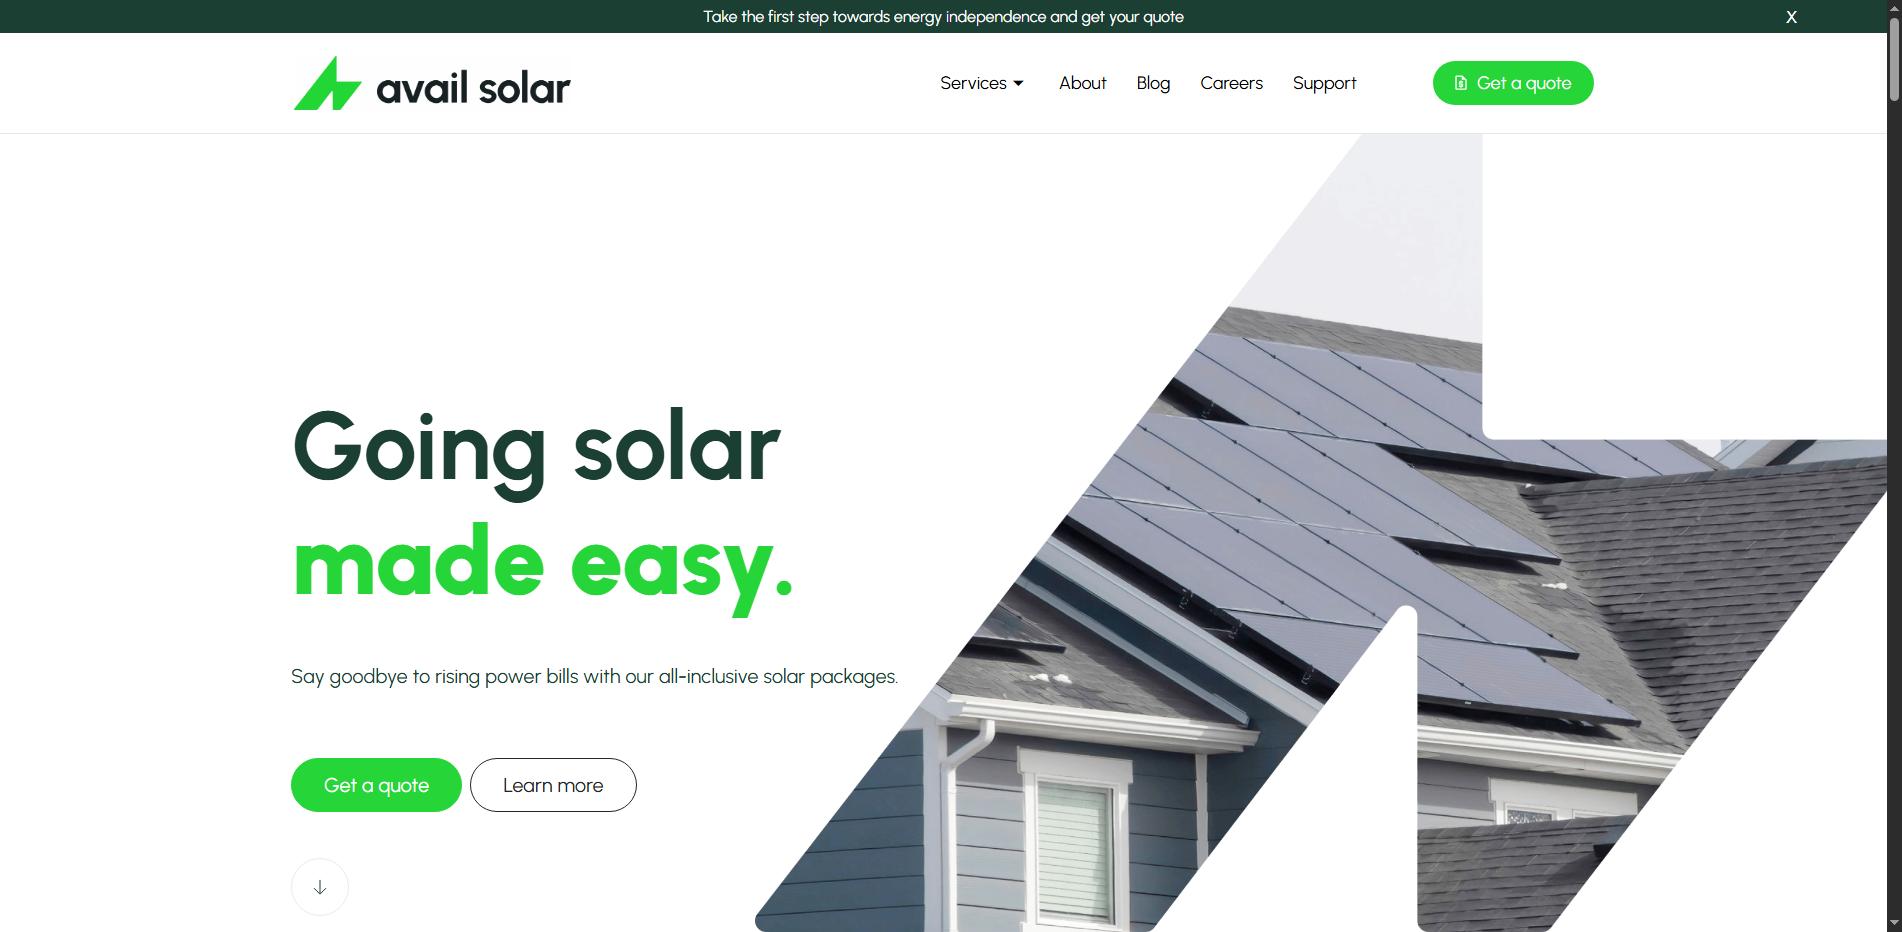 Take the first step towards energy independence and get your quote
X
avail solar
Services
About
Blog
Careers
Support
Get a quote
Going solar
made easy.
Say goodbye to rising power bills with our all-inclusive solar packages.
Get a quote
Learn more